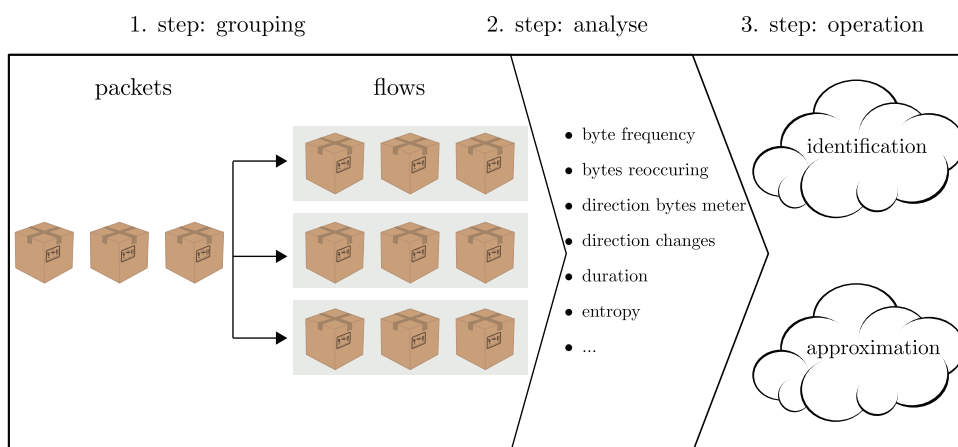 1. step: grouping
2. step: analyse
3. step: operation
packets
flows
• byte frequency
• bytes reoccuring
• direction bytes meter
• direction changes
• duration
• entropy
• ...
identification
approximation